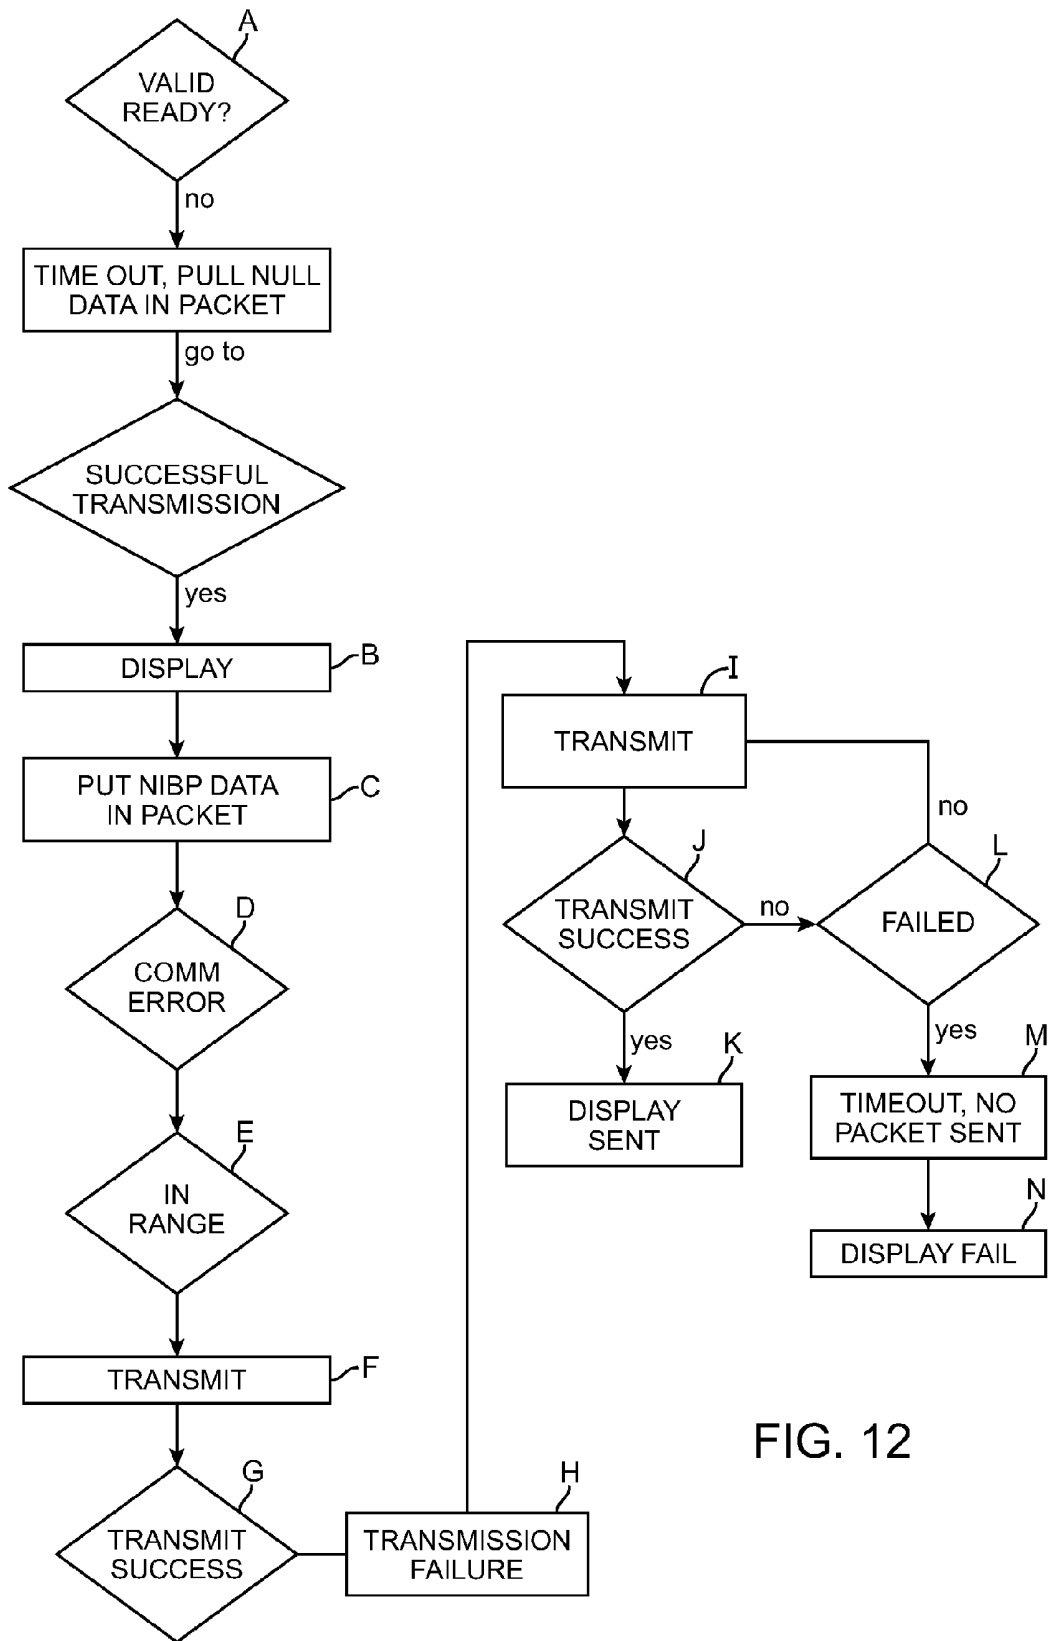 A
VALID
READY?
no
TIME OUT, PULL NULL
DATA IN PACKET
go to
SUCCESSFUL
TRANSMISSION
yes
DISPLAY
B
PUT NIBP DATA
IN PACKET
C
D
COMM
ERROR
E
IN
RANGE
TRANSMIT
F
G
TRANSMIT
SUCCESS
H
TRANSMISSION
FAILURE
I
TRANSMIT
J
TRANSMIT
SUCCESS
no
yes
K
DISPLAY
SENT
no
L
FAILED
yes
M
TIMEOUT, NO
PACKET SENT
N
DISPLAY FAIL
FIG. 12